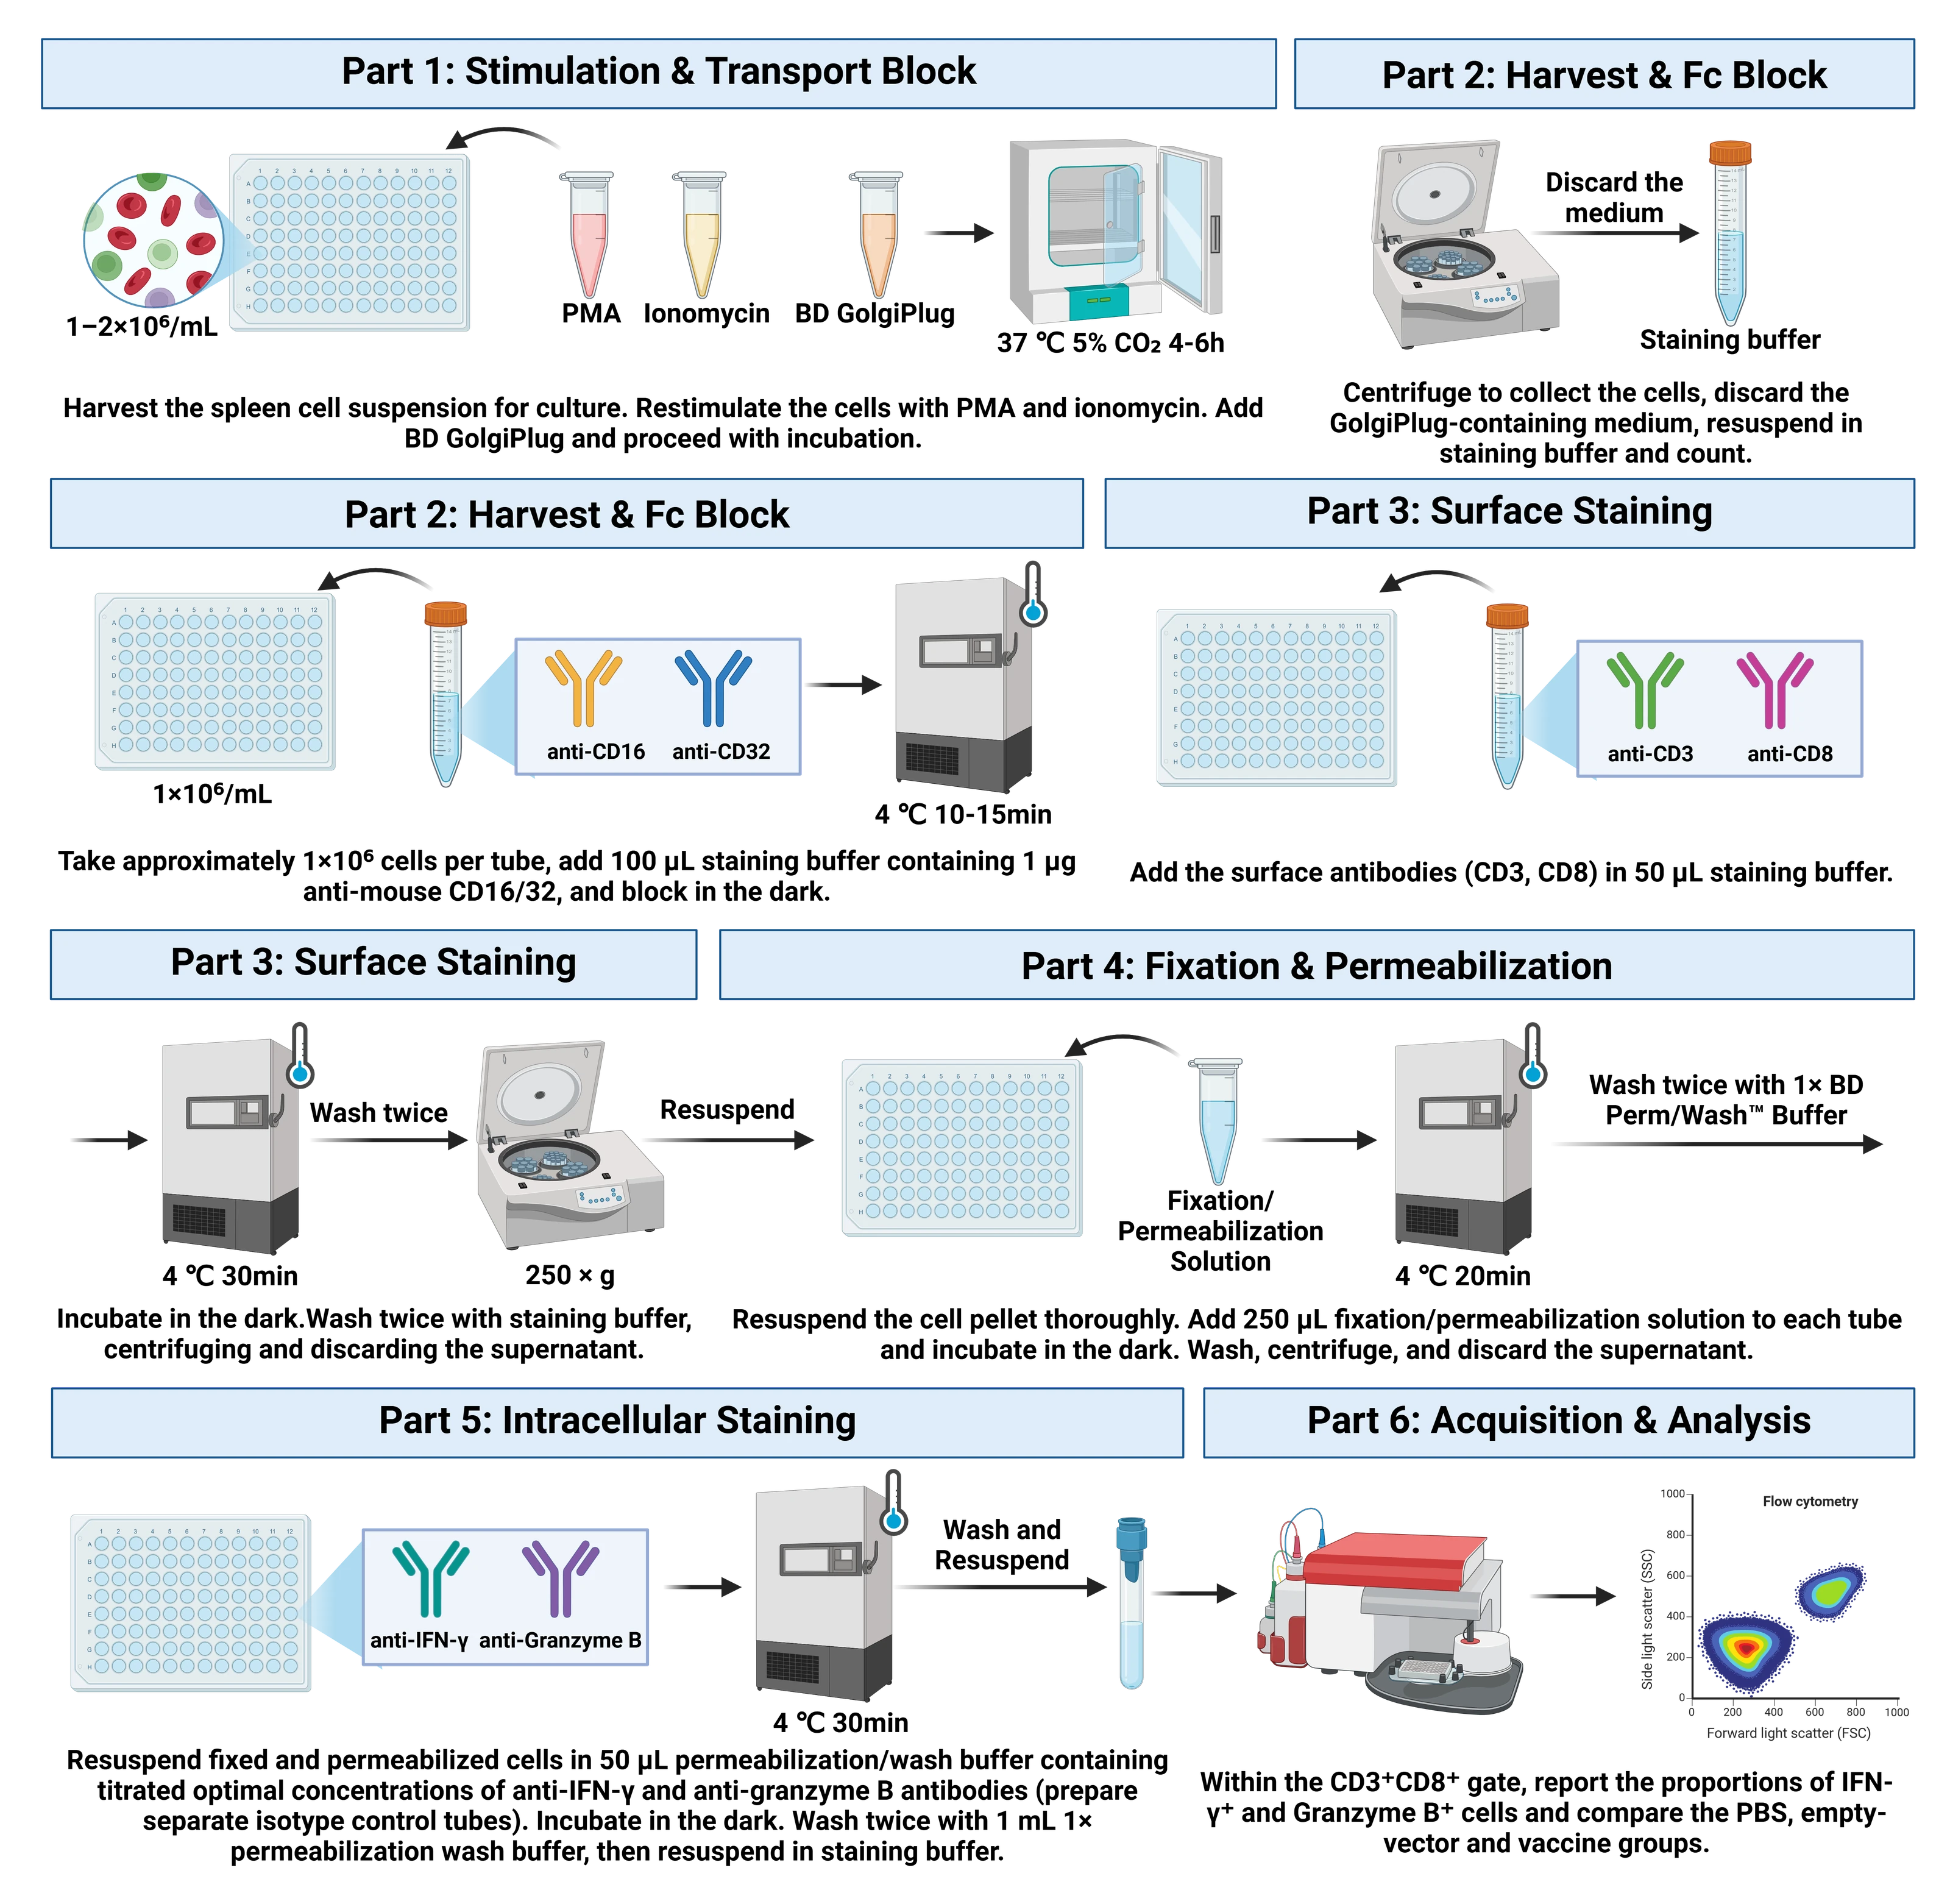 Part 1: Stimulation & Transport Block
1–2×10⁶/mL
PMA
Ionomycin
BD GolgiPlug
37 ℃ 5% CO₂ 4-6h
Harvest the spleen cell suspension for culture. Restimulate the cells with PMA and ionomycin. Add
BD GolgiPlug and proceed with incubation.
Part 2: Harvest & Fc Block
Discard the
medium
Staining buffer
Centrifuge to collect the cells, discard the
GolgiPlug-containing medium, resuspend in
staining buffer and count.
Part 2: Harvest & Fc Block
1×10⁶/mL
anti-CD16
anti-CD32
4 ℃ 10-15min
Take approximately 1×10⁶ cells per tube, add 100 μL staining buffer containing 1 μg
anti-mouse CD16/32, and block in the dark.
Part 3: Surface Staining
anti-CD3
anti-CD8
Add the surface antibodies (CD3, CD8) in 50 μL staining buffer.
Part 3: Surface Staining
4 ℃ 30min
Wash twice
250 × g
Resuspend
Incubate in the dark.Wash twice with staining buffer,
centrifuging and discarding the supernatant.
Part 4: Fixation & Permeabilization
Fixation/
Permeabilization
Solution
4 ℃ 20min
Wash twice with 1× BD
Perm/Wash™ Buffer
Resuspend the cell pellet thoroughly. Add 250 μL fixation/permeabilization solution to each tube
and incubate in the dark. Wash, centrifuge, and discard the supernatant.
Part 5: Intracellular Staining
anti-IFN-γ
anti-Granzyme B
4 ℃ 30min
Wash and
Resuspend
Resuspend fixed and permeabilized cells in 50 μL permeabilization/wash buffer containing
titrated optimal concentrations of anti-IFN-γ and anti-granzyme B antibodies (prepare
separate isotype control tubes). Incubate in the dark. Wash twice with 1 mL 1×
permeabilization wash buffer, then resuspend in staining buffer.
Part 6: Acquisition & Analysis
Flow cytometry
Side light scatter (SSC)
1000
800
600
400
200
0
0 200 400 600 800 1000
Forward light scatter (FSC)
Within the CD3⁺CD8⁺ gate, report the proportions of IFN-
γ⁺ and Granzyme B⁺ cells and compare the PBS, empty-
vector and vaccine groups.